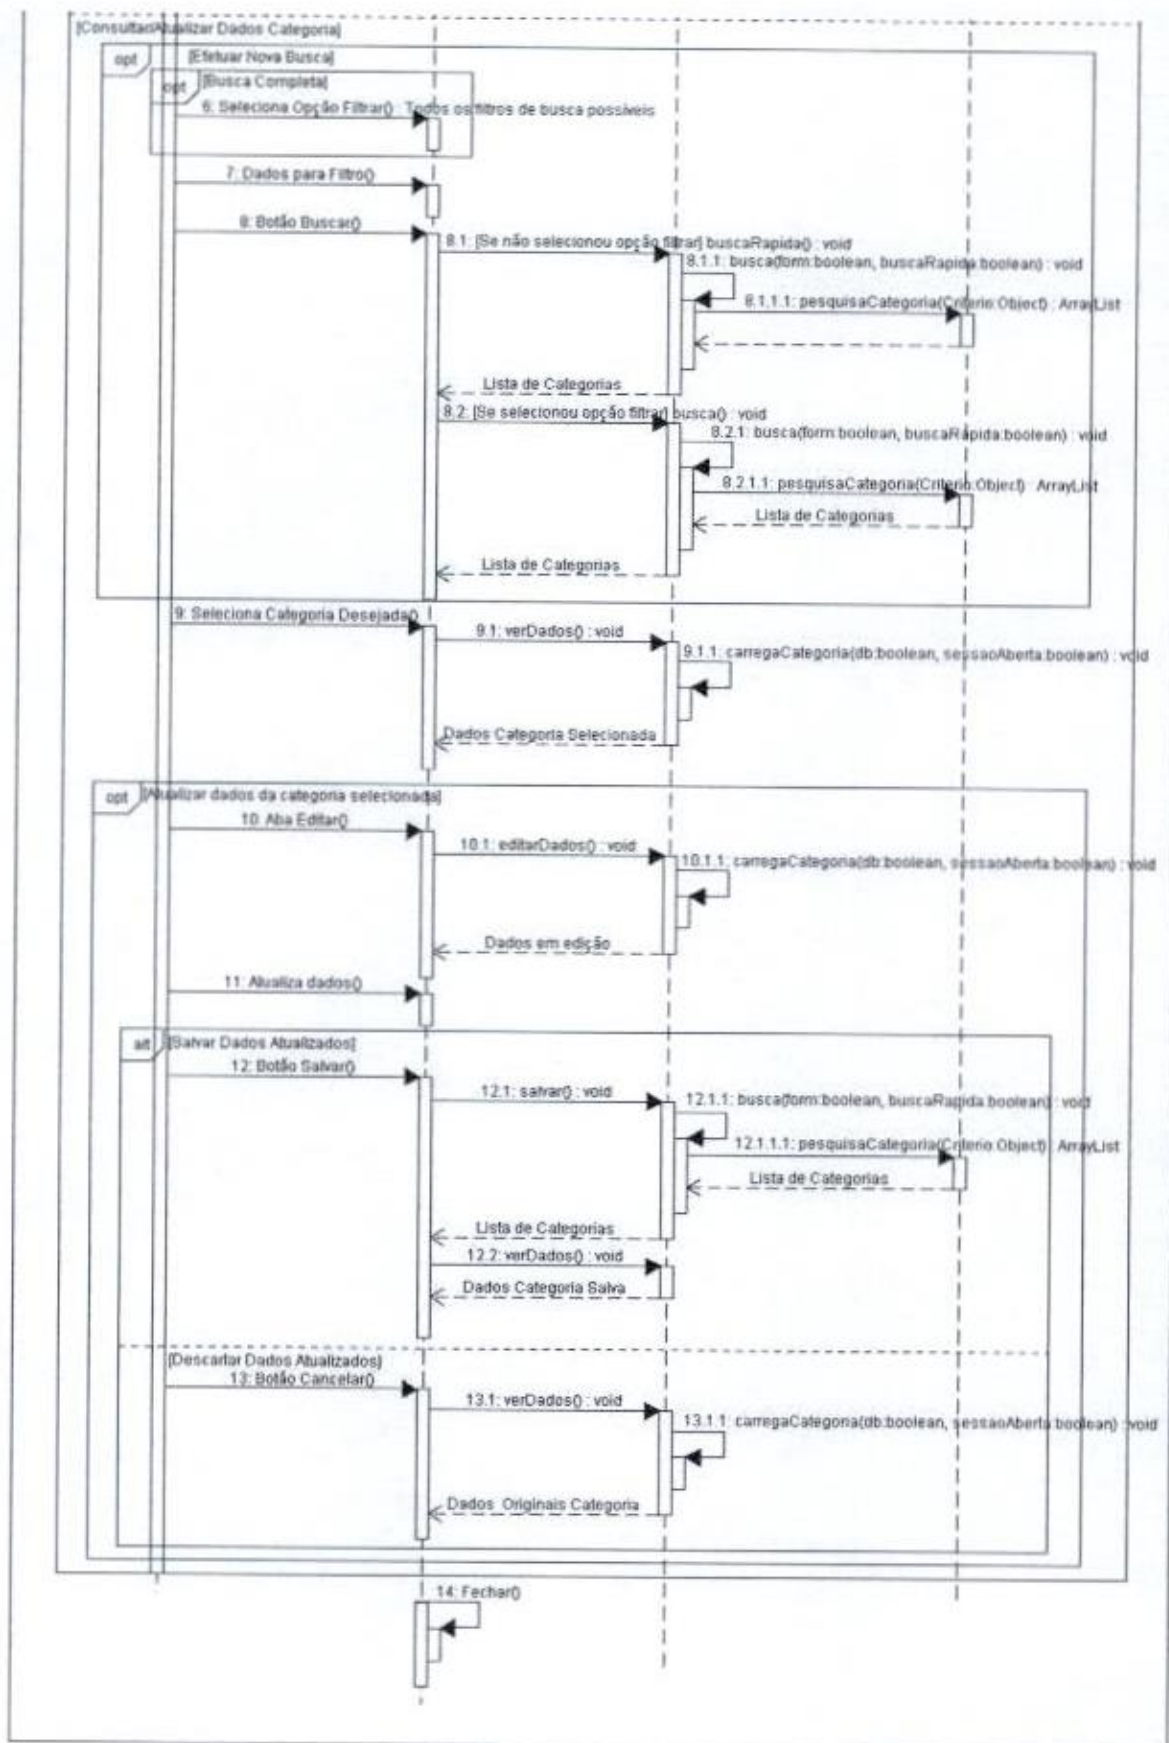 [Consultar/Atualizar Dados Categoria]
opt [Efetuar Nova Busca]
opt [Busca Completa]
6: Seleciona Opção Filtrar() : Todos os filtros de busca possíveis
7: Dados para Filtro()
8: Botão Buscar()
8.1: [Se não selecionou opção filtrar] buscaRapida() : void
8.1.1: busca(form:boolean, buscaRapida:boolean) : void
8.1.1.1: pesquisaCategoria(Criterio:Object) : ArrayList
Lista de Categorias
8.2: [Se selecionou opção filtrar] busca() : void
8.2.1: busca(form:boolean, buscaRapida:boolean) : void
8.2.1.1: pesquisaCategoria(Criterio:Object) : ArrayList
Lista de Categorias
Lista de Categorias
9: Seleciona Categoria Desejada()
9.1: verDados() : void
9.1.1: carregaCategoria(db:boolean, sessaoAberta:boolean) : void
Dados Categoria Selecionada
opt [Atualizar dados da categoria selecionada]
10: Aba Editar()
10.1: editarDados() : void
10.1.1: carregaCategoria(db:boolean, sessaoAberta:boolean) : void
Dados em edição
11: Atualiza dados()
alt [Salvar Dados Atualizados]
12: Botão Salvar()
12.1: salvar() : void
12.1.1: busca(form:boolean, buscaRapida:boolean) : void
12.1.1.1: pesquisaCategoria(Criterio:Object) : ArrayList
Lista de Categorias
Lista de Categorias
12.2: verDados() : void
Dados Categoria Salva
[Descartar Dados Atualizados]
13: Botão Cancelar()
13.1: verDados() : void
13.1.1: carregaCategoria(db:boolean, sessaoAberta:boolean) : void
Dados Originais Categoria
14: Fechar()